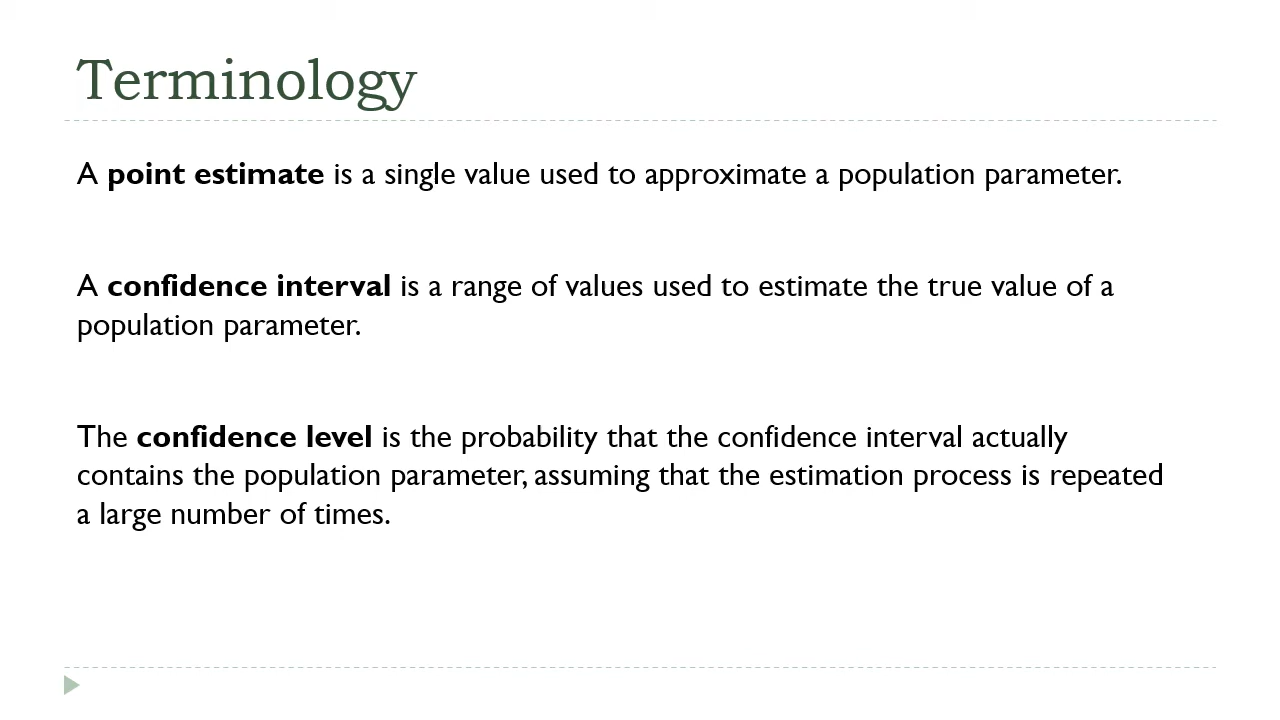 Terminology
A point estimate is a single value used to approximate a population parameter.
A confidence interval is a range of values used to estimate the true value of a
population parameter.
The confidence level is the probability that the confidence interval actually
contains the population parameter, assuming that the estimation process is repeated
a large number of times.